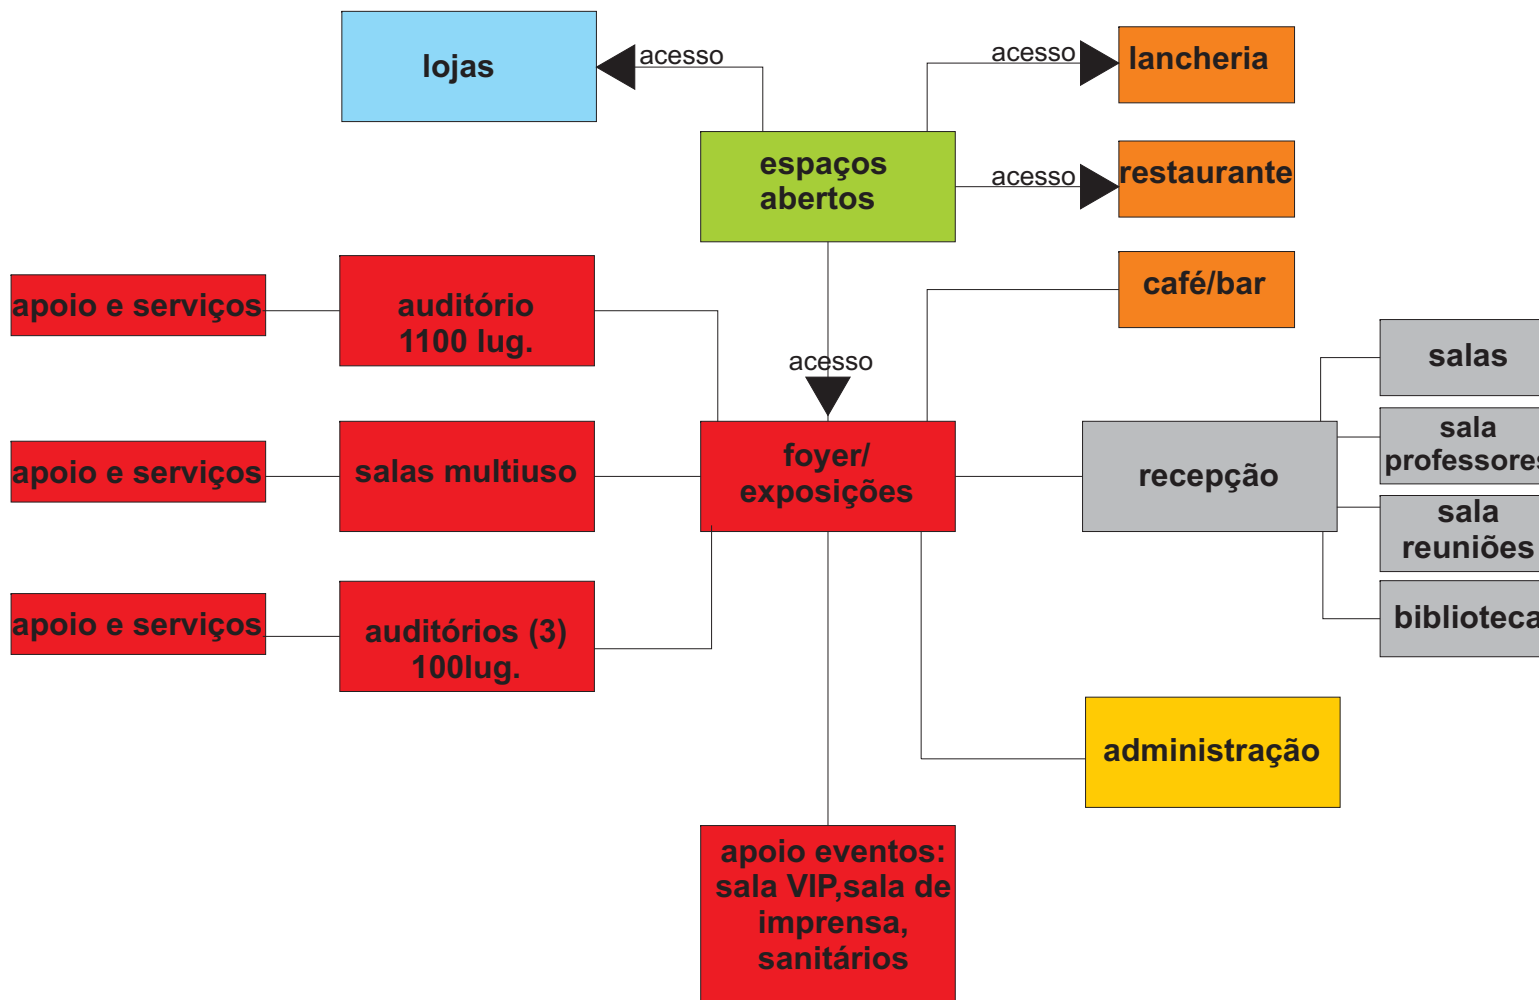 lojas
acesso
acesso
lancheria
espaços
abertos
acesso
restaurante
café/bar
apoio e serviços
auditório
1100 lug.
acesso
salas
apoio e serviços
salas multiuso
foyer/
exposições
recepção
sala
professores
sala
reuniões
biblioteca
apoio e serviços
auditórios (3)
100lug.
administração
apoio eventos:
sala VIP,sala de
imprensa,
sanitários